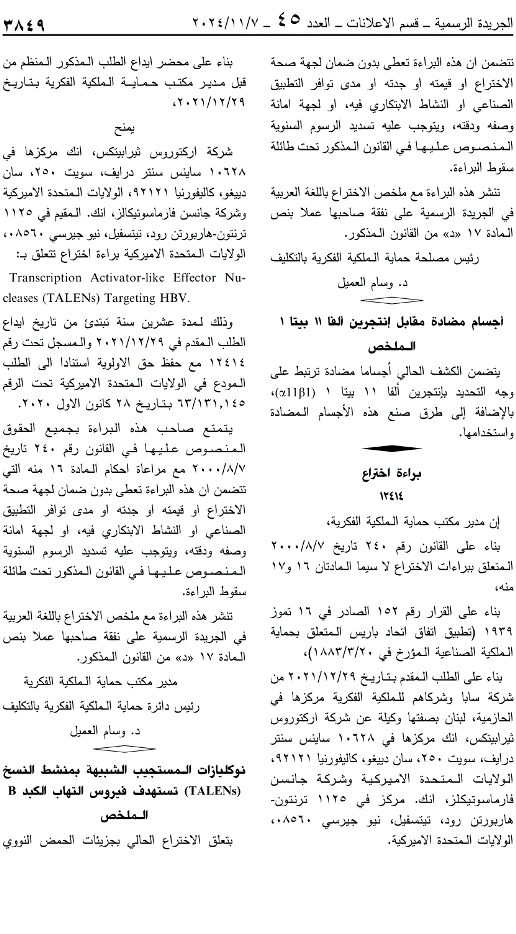 الجريدة الرسمية ــ قسم الاعلانات ــ العدد ٤٥ ــ ٢٠٢٤/١١/٧
٣٨٤٩
تتضمن ان هذه البراءة تعطى بدون ضمان لجهة صحة
الاختراع او قيمته او جدته او مدى توافر التطبيق
الصناعي او النشاط الابتكاري فيه، او لجهة امانة
وصفه ودقته، ويتوجب عليه تسديد الرسوم السنوية
المنصوص عليها في القانون المذكور تحت طائلة
سقوط البراءة.
تنشر هذه البراءة مع ملخص الاختراع باللغة العربية
في الجريدة الرسمية على نفقة صاحبها عملا بنص
المادة ١٧ «د» من القانون المذكور.
رئيس مصلحة حماية الملكية الفكرية بالتكليف
د. وسام العميل
أجسام مضادة مقابل إنتجرين ألفا ١١ بيتا ١
الملخص
يتضمن الكشف الحالي أجساما مضادة ترتبط على
وجه التحديد بإنتجرين ألفا ١١ بيتا ١ (α11β1)،
بالإضافة إلى طرق صنع هذه الأجسام المضادة
واستخدامها.
براءة اختراع
١٢٤١٤
إن مدير مكتب حماية الملكية الفكرية،
بناء على القانون رقم ٢٤٠ تاريخ ٢٠٠٠/٨/٧
المتعلق ببراءات الاختراع لا سيما المادتان ١٦ و١٧
منه،
بناء على القرار رقم ١٥٢ الصادر في ١٦ تموز
١٩٣٩ (تطبيق اتفاق اتحاد باريس المتعلق بحماية
الملكية الصناعية المؤرخ في ١٨٨٣/٣/٢٠)،
بناء على الطلب المقدم بتاريخ ٢٠٢١/١٢/٢٩ من
شركة سابا وشركاهم للملكية الفكرية مركزها في
الحازمية، لبنان بصفتها وكيلة عن شركة اركتوروس
ثيرابيتكس، انك. مركزها في ١٠٦٢٨ ساينس سنتر
درايف، سويت ٢٥٠، سان دييغو، كاليفورنيا ٩٢١٢١،
الولايات المتحدة الاميركية وشركة جانسن
فارماسوتيكلز، انك. مركز في ١١٢٥ ترنتون-
هاربورتن رود، تيتسفيل، نيو جيرسي ٠٨٥٦٠،
الولايات المتحدة الاميركية.
بناء على محضر ايداع الطلب المذكور المنظم من
قبل مدير مكتب حماية الملكية الفكرية بتاريخ
٢٠٢١/١٢/٢٩،
يمنح
شركة اركتوروس ثيرابيتكس، انك. مركزها في
١٠٦٢٨ ساينس سنتر درايف، سويت ٢٥٠، سان
دييغو، كاليفورنيا ٩٢١٢١، الولايات المتحدة الاميركية
وشركة جانسن فارماسوتيكالز، انك. المقيم في ١١٢٥
ترنتون-هاربورتن رود، تيتسفيل، نيو جيرسي ٠٨٥٦٠،
الولايات المتحدة الاميركية براءة اختراع تتعلق بـ:
Transcription Activator-like Effector Nu-
cleases (TALENs) Targeting HBV.
وذلك لمدة عشرين سنة تبتدئ من تاريخ ايداع
الطلب المقدم في ٢٠٢١/١٢/٢٩ والمسجل تحت رقم
١٢٤١٤ مع حفظ حق الاولوية استنادا الى الطلب
المودع في الولايات المتحدة الاميركية تحت الرقم
٦٣/١٣١,١٤٥ بتاريخ ٢٨ كانون الاول ٢٠٢٠.
يتمتع صاحب هذه البراءة بجميع الحقوق
المنصوص عليها في القانون رقم ٢٤٠ تاريخ
٢٠٠٠/٨/٧ مع مراعاة احكام المادة ١٦ منه التي
تتضمن ان هذه البراءة تعطى بدون ضمان لجهة صحة
الاختراع او قيمته او جدته او مدى توافر التطبيق
الصناعي او النشاط الابتكاري فيه، او لجهة امانة
وصفه ودقته، ويتوجب عليه تسديد الرسوم السنوية
المنصوص عليها في القانون المذكور تحت طائلة
سقوط البراءة.
تنشر هذه البراءة مع ملخص الاختراع باللغة العربية
في الجريدة الرسمية على نفقة صاحبها عملا بنص
المادة ١٧ «د» من القانون المذكور.
مدير مكتب حماية الملكية الفكرية
رئيس دائرة حماية الملكية الفكرية بالتكليف
د. وسام العميل
نوكليازات المستجيب الشبيهة بمنشط النسخ
(TALENs) تستهدف فيروس التهاب الكبد B
الملخص
يتعلق الاختراع الحالي بجزيئات الحمض النووي